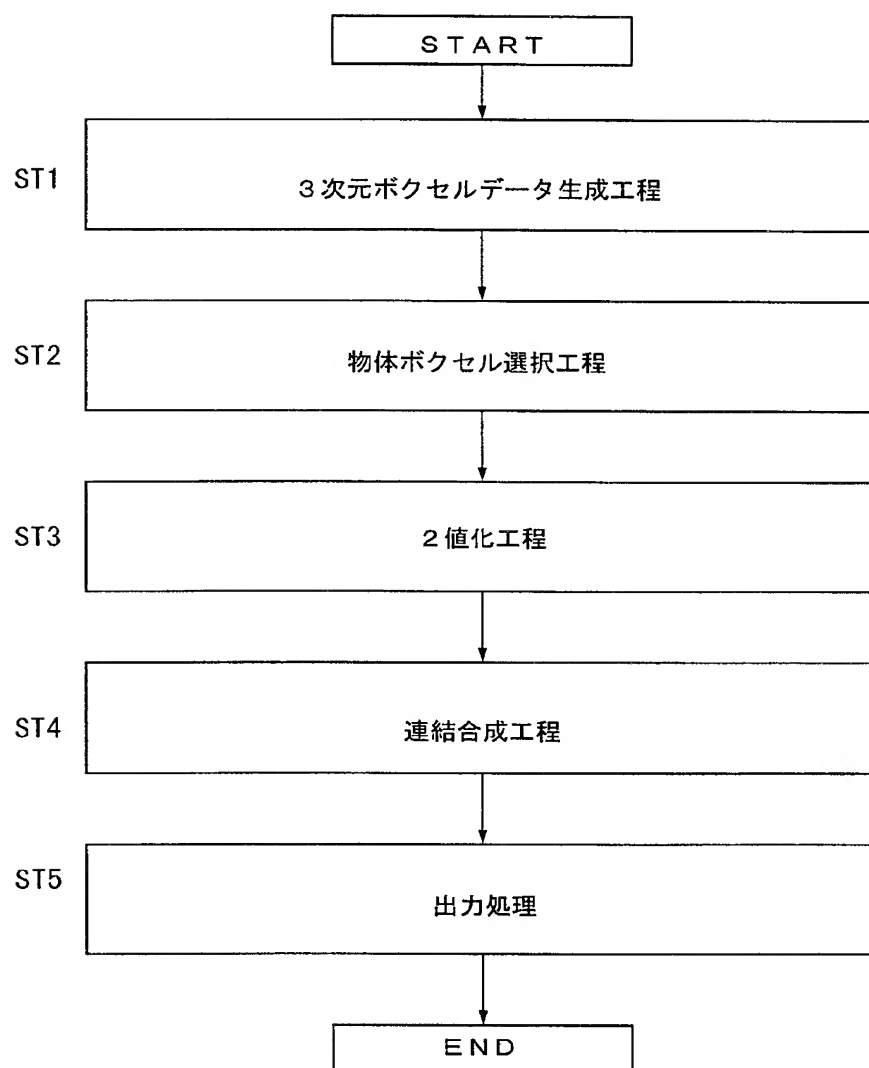 START
ST1
３次元ボクセルデータ生成工程
ST2
物体ボクセル選択工程
ST3
２値化工程
ST4
連結合成工程
ST5
出力処理
END